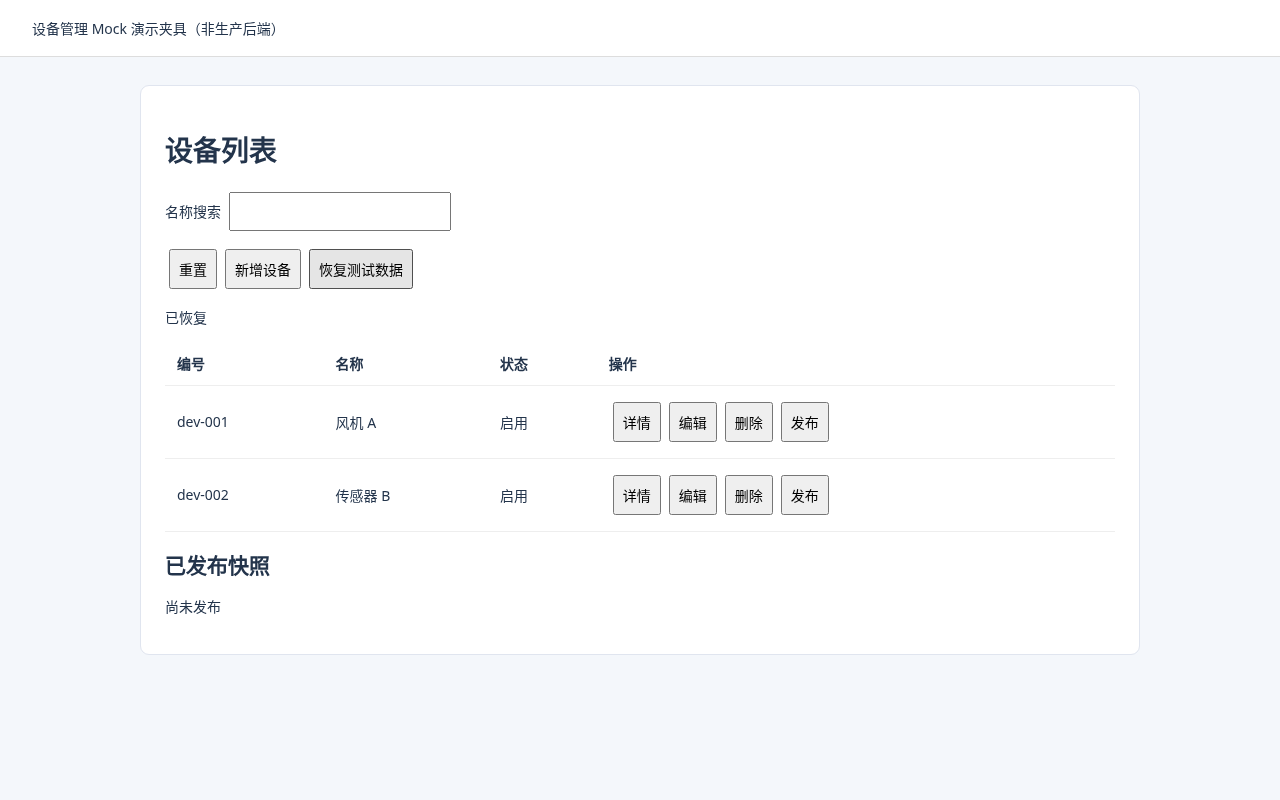 设备管理 Mock 演示夹具（非生产后端）
设备列表
名称搜索
重置 新增设备 恢复测试数据
已恢复
编号 名称 状态 操作
dev-001 风机 A 启用 详情 编辑 删除 发布
dev-002 传感器 B 启用 详情 编辑 删除 发布
已发布快照
尚未发布